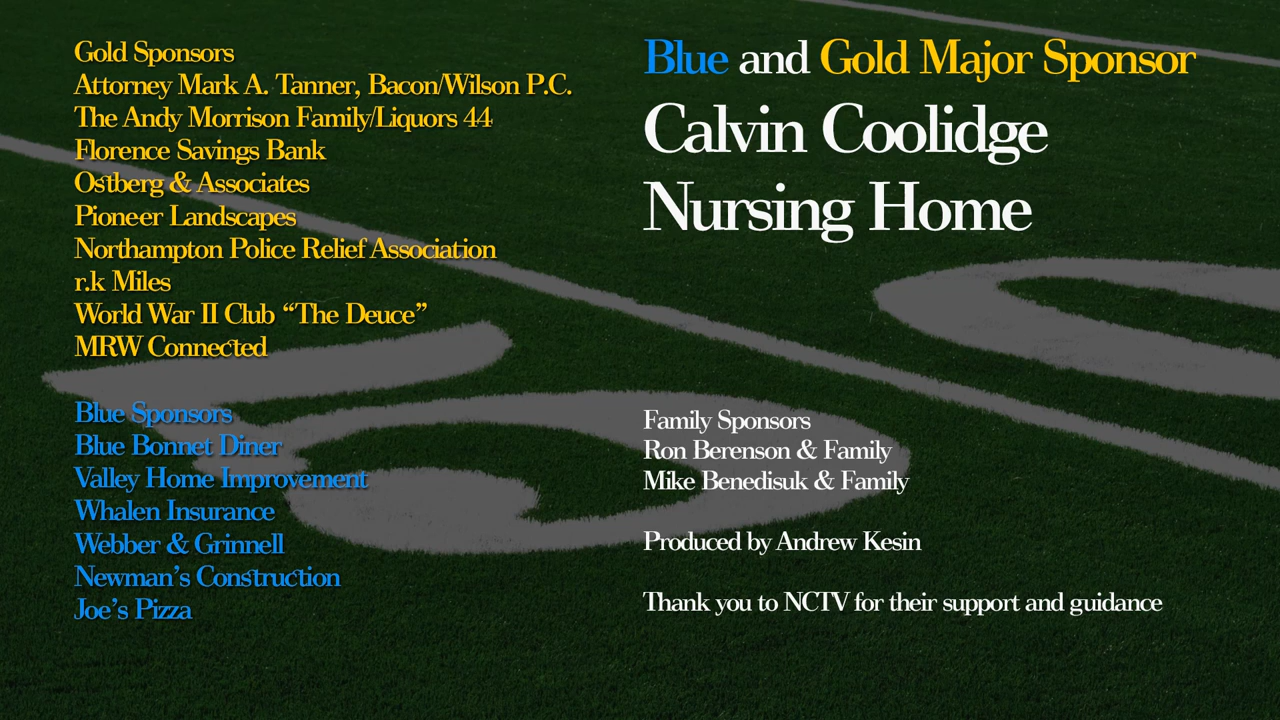 Gold Sponsors
Attorney Mark A. Tanner, Bacon/Wilson P.C.
The Andy Morrison Family/Liquors 44
Florence Savings Bank
Ostberg & Associates
Pioneer Landscapes
Northampton Police Relief Association
r.k Miles
World War II Club “The Deuce”
MRW Connected
Blue Sponsors
Blue Bonnet Diner
Valley Home Improvement
Whalen Insurance
Webber & Grinnell
Newman’s Construction
Joe’s Pizza
Blue and Gold Major Sponsor
Calvin Coolidge
Nursing Home
Family Sponsors
Ron Berenson & Family
Mike Benedisuk & Family
Produced by Andrew Kesin
Thank you to NCTV for their support and guidance